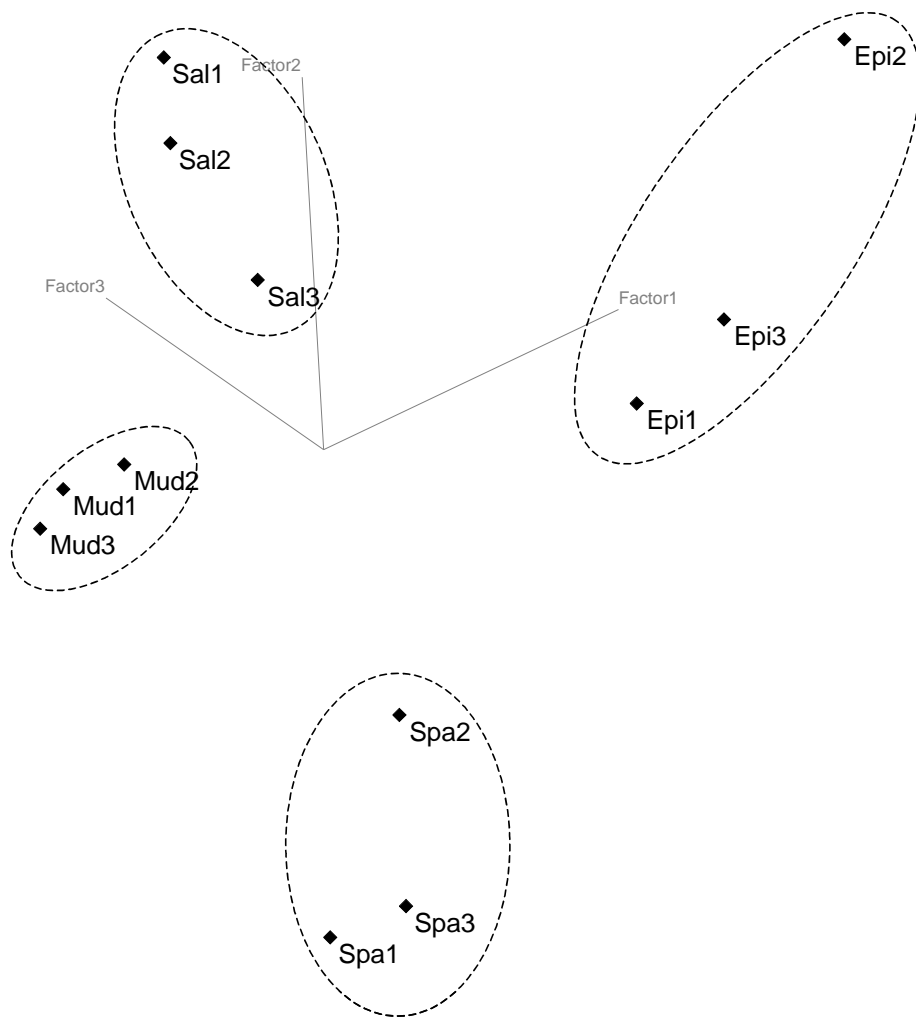 Epi2
Factor2
Sal1
Sal2
Factor3
Sal3
Factor1
Epi3
Epi1
Mud2
Mud1
Mud3
Spa2
Spa3
Spa1